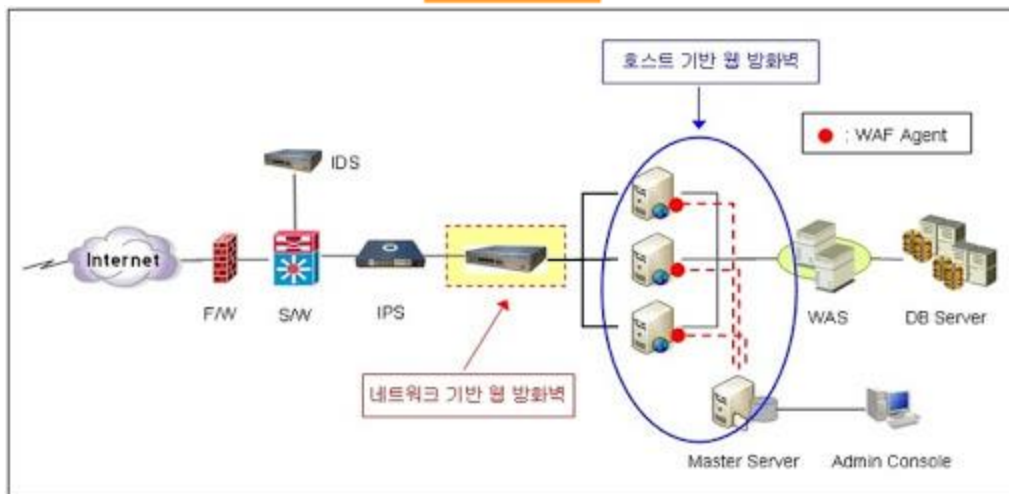 호스트 기반 웹 방화벽
: WAF Agent
IDS
Internet
F/W
S/W
IPS
WAS
DB Server
네트워크 기반 웹 방화벽
Master Server
Admin Console